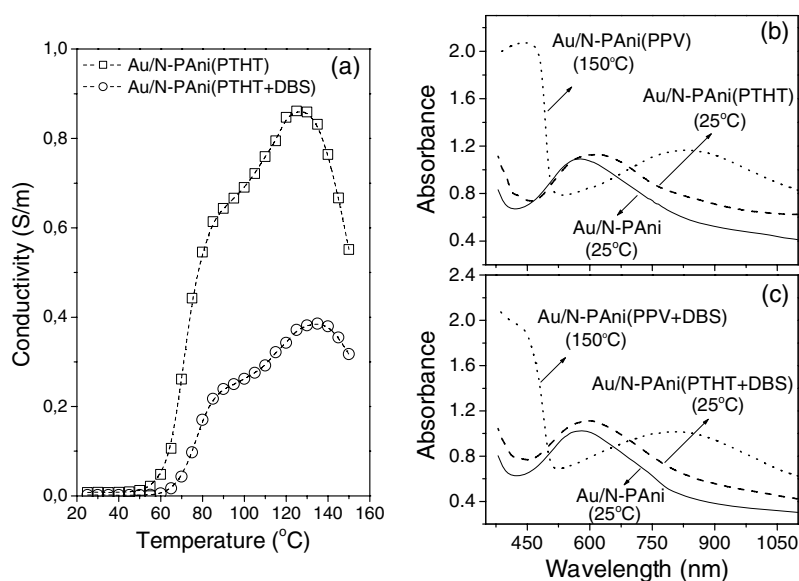 (a)
Au/N-PAni(PTHT)
Au/N-PAni(PTHT+DBS)
Conductivity (S/m)
1,0
0,8
0,6
0,4
0,2
0,0
20 40 60 80 100 120 140 160
Temperature (°C)
(b)
Au/N-PAni(PPV)
(150°C)
Au/N-PAni(PTHT)
(25°C)
Au/N-PAni
(25°C)
Absorbance
2.0
1.6
1.2
0.8
0.4
(c)
Au/N-PAni(PPV+DBS)
(150°C)
Au/N-PAni(PTHT+DBS)
(25°C)
Au/N-PAni
(25°C)
Absorbance
2.4
2.0
1.6
1.2
0.8
0.4
450 600 750 900 1050
Wavelength (nm)